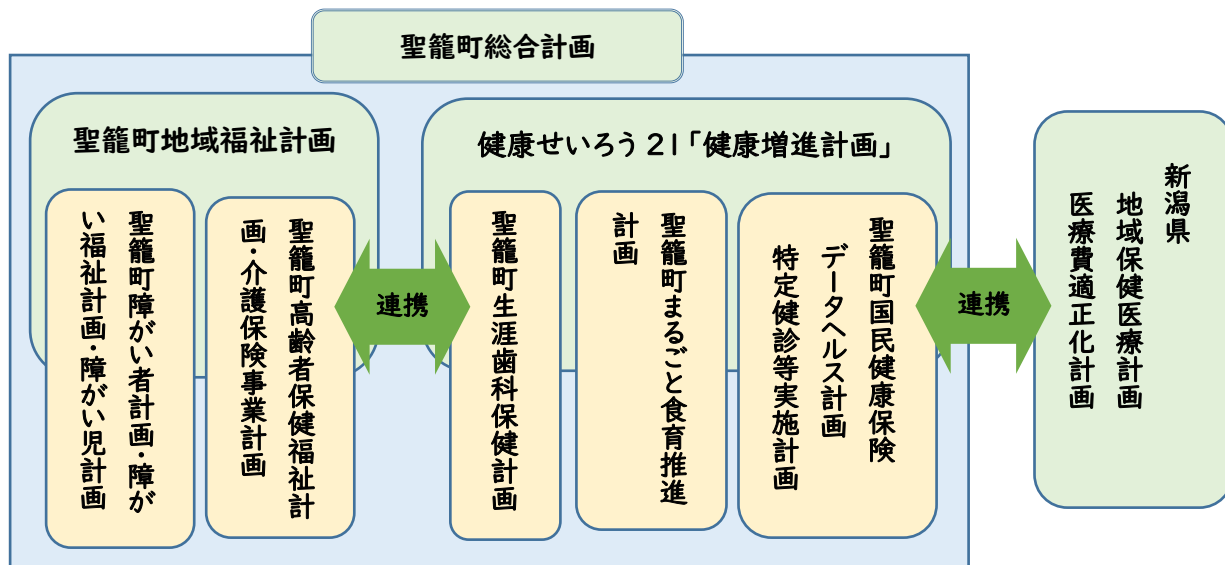 聖籠町総合計画
聖籠町地域福祉計画
聖籠町障がい者計画・障が
い福祉計画・障がい児計画
聖籠町高齢者保健福祉計
画・介護保険事業計画
連携
健康せいろう21「健康増進計画」
聖籠町生涯歯科保健計画
聖籠町まるごと食育推進
計画
聖籠町国民健康保険
データヘルス計画
特定健診等実施計画
連携
新潟県
地域保健医療計画
医療費適正化計画